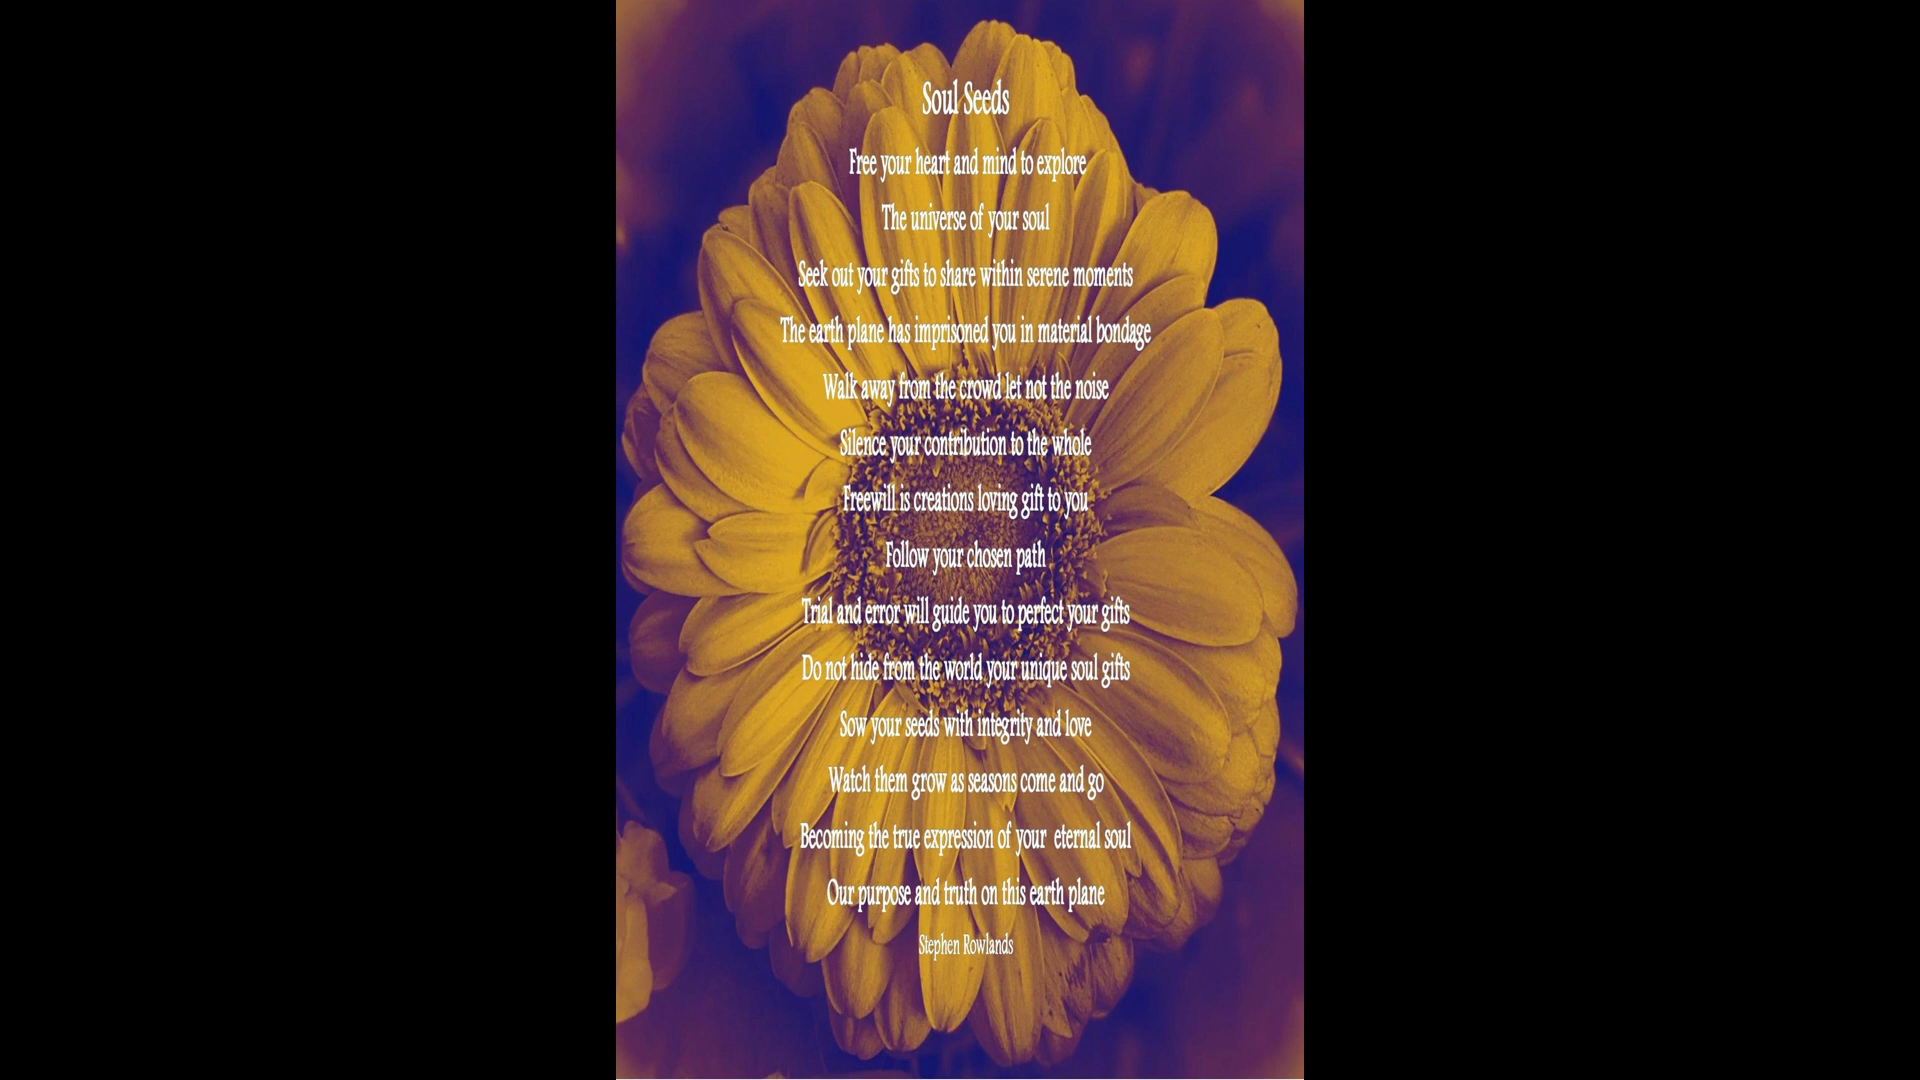 Soul Seeds
Free your heart and mind to explore
The universe of your soul
Seek out your gifts to share within serene moments
The earth plane has imprisoned you in material bondage
Walk away from the crowd let not the noise
Silence your contribution to the whole
Freewill is creations loving gift to you
Follow your chosen path
Trial and error will guide you to perfect your gifts
Do not hide from the world your unique soul gifts
Sow your seeds with integrity and love
Watch them grow as seasons come and go
Becoming the true expression of your  eternal soul
Our purpose and truth on this earth plane
Stephen Rowlands